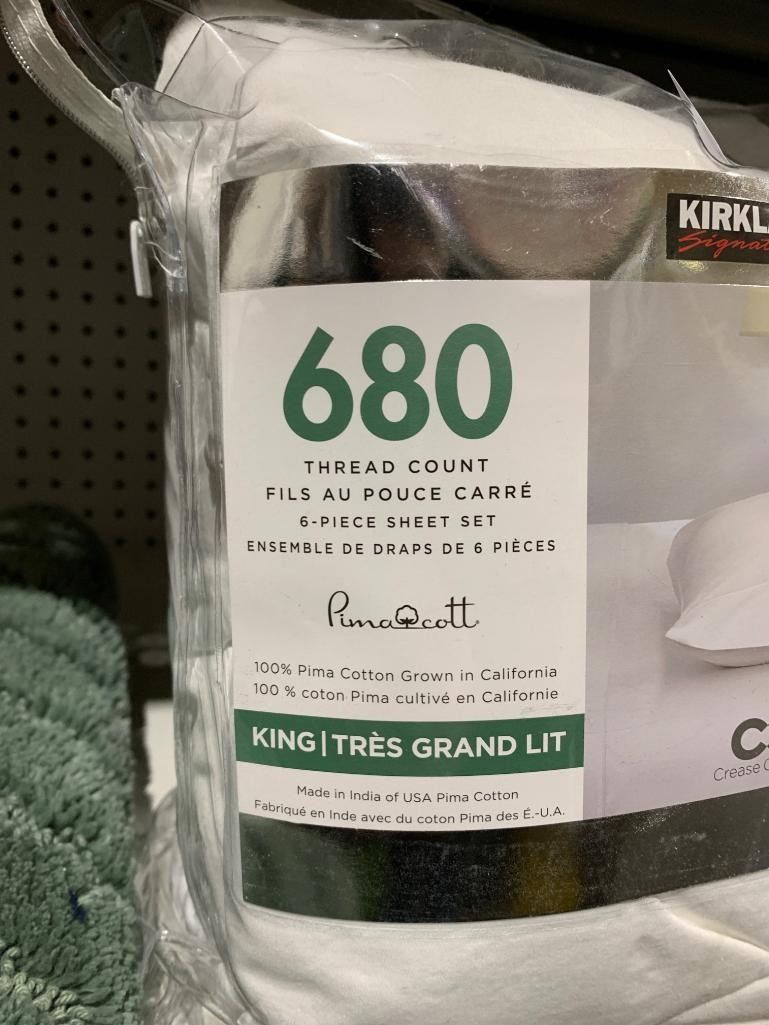 KIRKL
Signat
680
THREAD COUNT
FILS AU POUCE CARRÉ
6-PIECE SHEET SET
ENSEMBLE DE DRAPS DE 6 PIÈCES
Pimacott
100% Pima Cotton Grown in California
100 % coton Pima cultivé en Californie
KING|TRÈS GRAND LIT
Made in India of USA Pima Cotton
Fabriqué en Inde avec du coton Pima des É.-U.A.
Crease